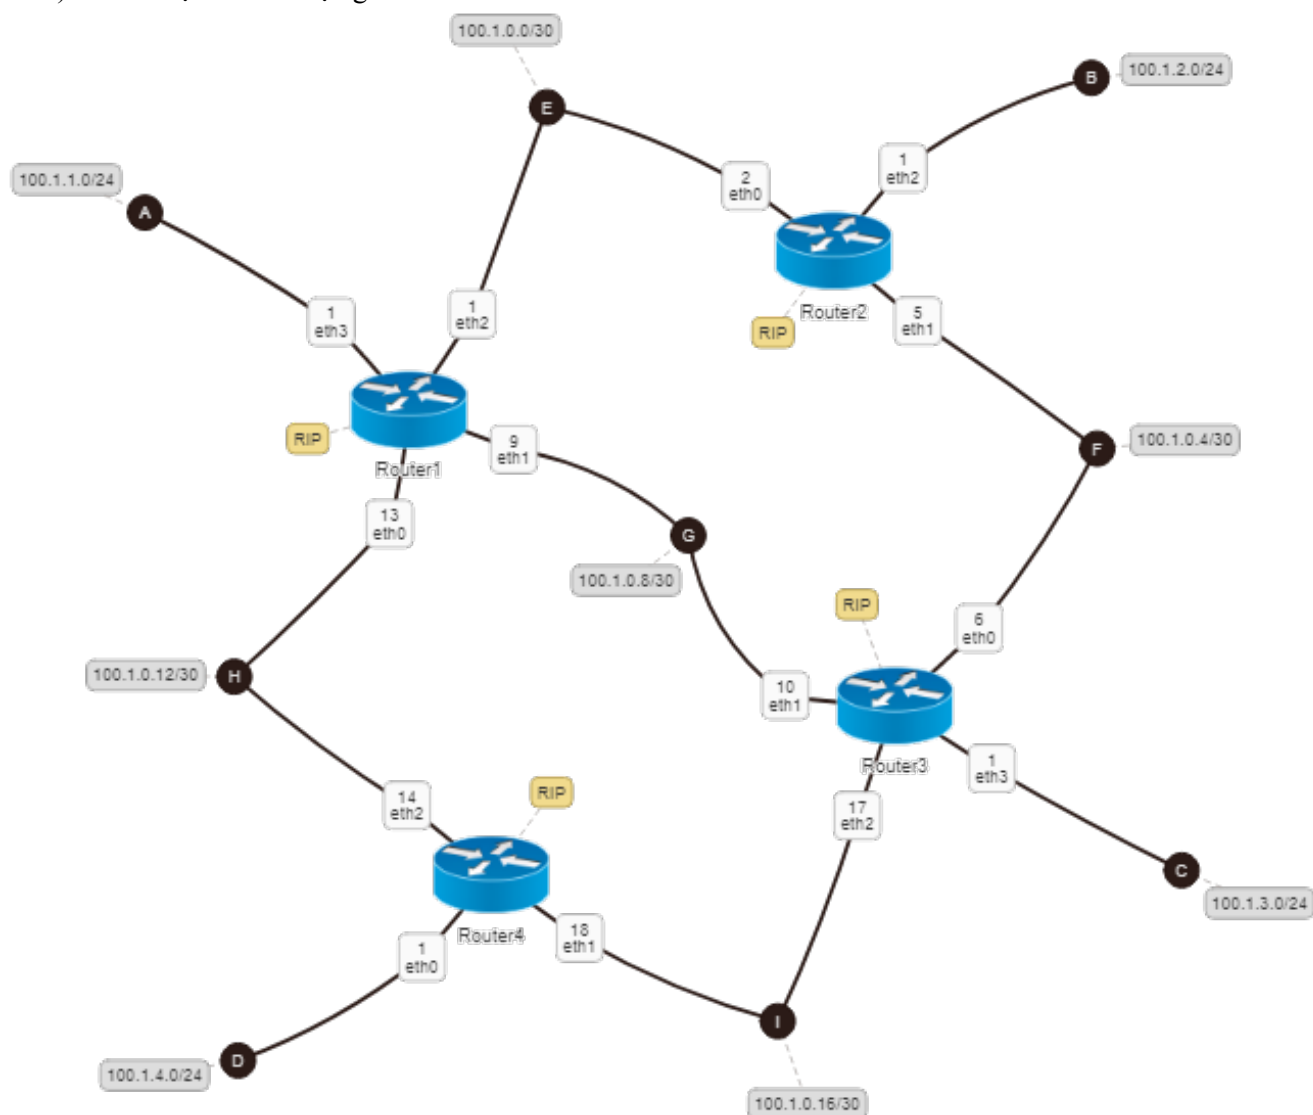 100.1.0.0/30
B
100.1.2.0/24
E
1
eth2
100.1.1.0/24
2
eth0
A
Router2
5
eth1
1
eth3
1
eth2
RIP
RIP
F
100.1.0.4/30
9
eth1
Router1
13
eth0
G
100.1.0.8/30
RIP
6
eth0
100.1.0.12/30
H
10
eth1
Router3
1
eth3
14
eth2
RIP
17
eth2
C
100.1.3.0/24
Router4
18
eth1
1
eth0
I
D
100.1.4.0/24
100.1.0.16/30